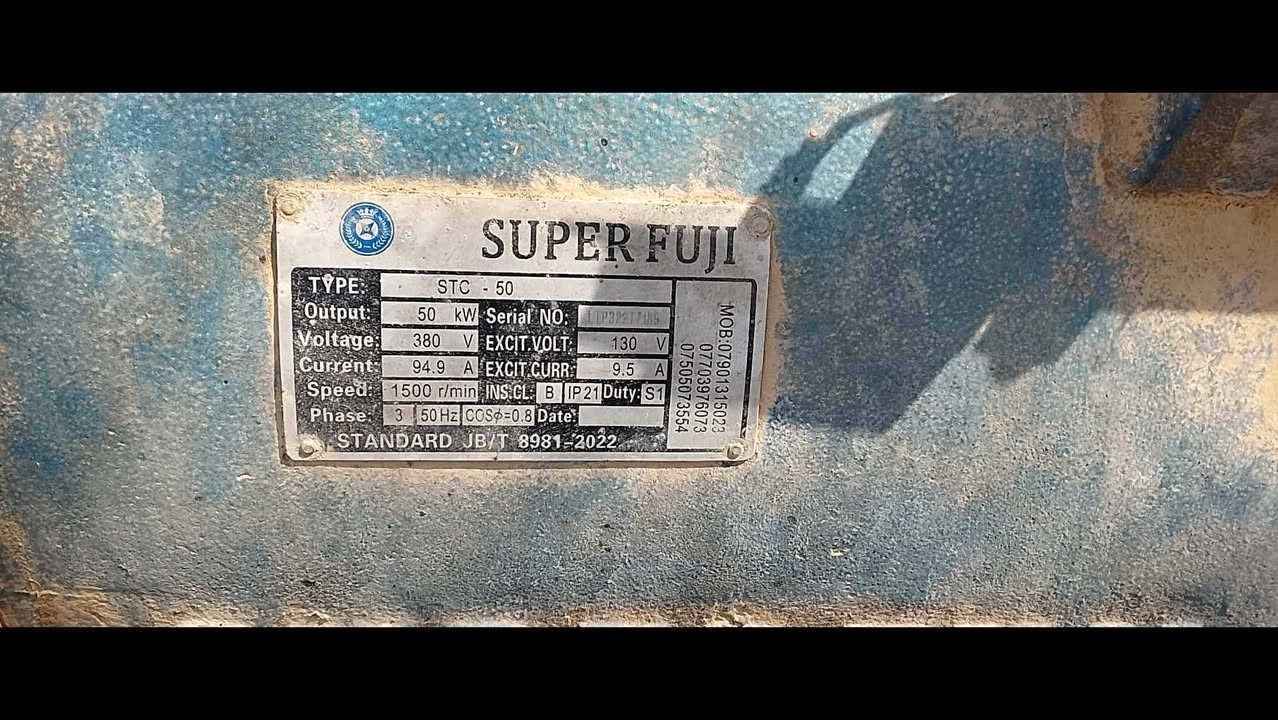 SUPER FUJI
TYPE: STC - 50
Output: 50 kW Serial NO:
Voltage: 380 V EXCIT.VOLT: 130 V
Current: 94.9 A EXCIT.CURR: 9.5 A
Speed: 1500 r/min INS.CL: B IP21 Duty: S1
Phase: 3 50Hz COSϕ=0.8 Date:
STANDARD JB/T 8981-2022
MOB:07901315023
07703976073
07505073554